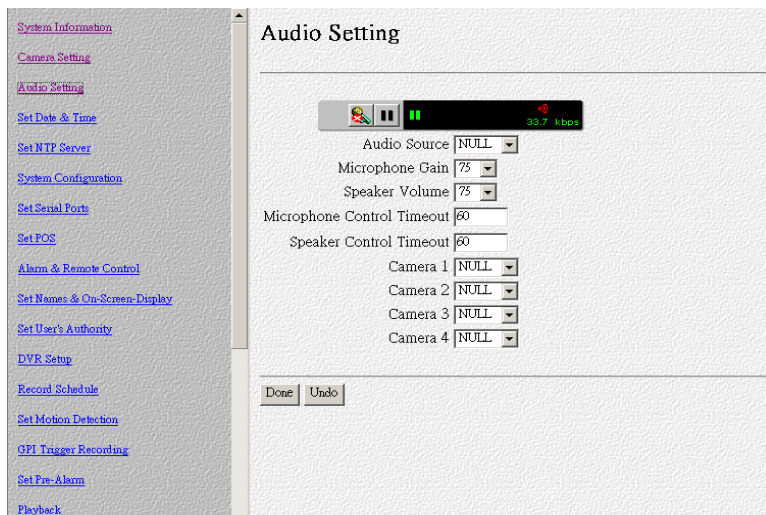 System Information
Camera Setting
Audio Setting
Set Date & Time
Set NTP Server
System Configuration
Set Serial Ports
Set POS
Alarm & Remote Control
Set Names & On-Screen-Display
Set User's Authority
DVR Setup
Record Schedule
Set Motion Detection
GPI Trigger Recording
Set Pre-Alarm
Playback
Audio Setting
33.7 kbps
Audio Source NULL
Microphone Gain 75
Speaker Volume 75
Microphone Control Timeout 60
Speaker Control Timeout 60
Camera 1 NULL
Camera 2 NULL
Camera 3 NULL
Camera 4 NULL
Done Undo